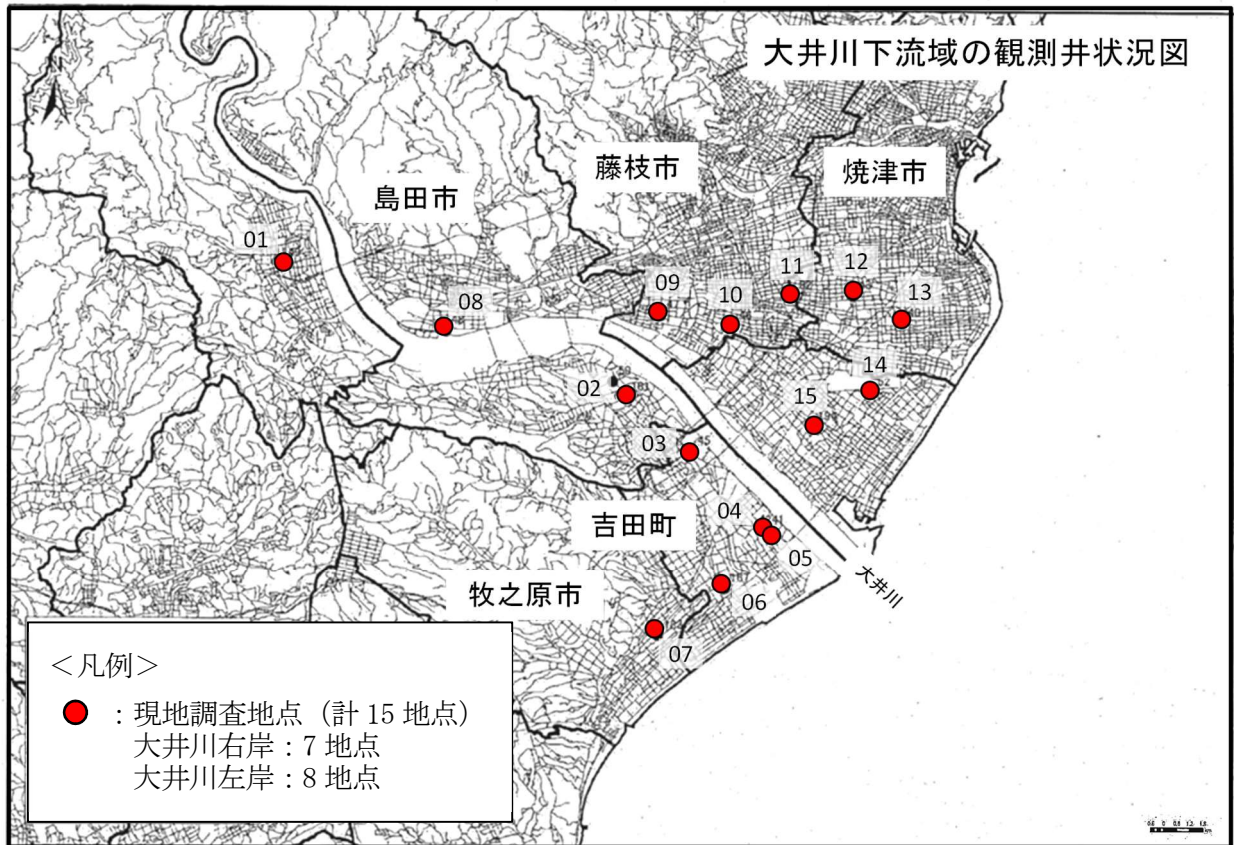 大井川下流域の観測井状況図
藤枝市
焼津市
島田市
01
08
09
10
11
12
13
14
15
02
03
04
05
吉田町
06
牧之原市
07
大井川
<凡例>
:現地調査地点(計 15 地点)
大井川右岸:7 地点
大井川左岸:8 地点